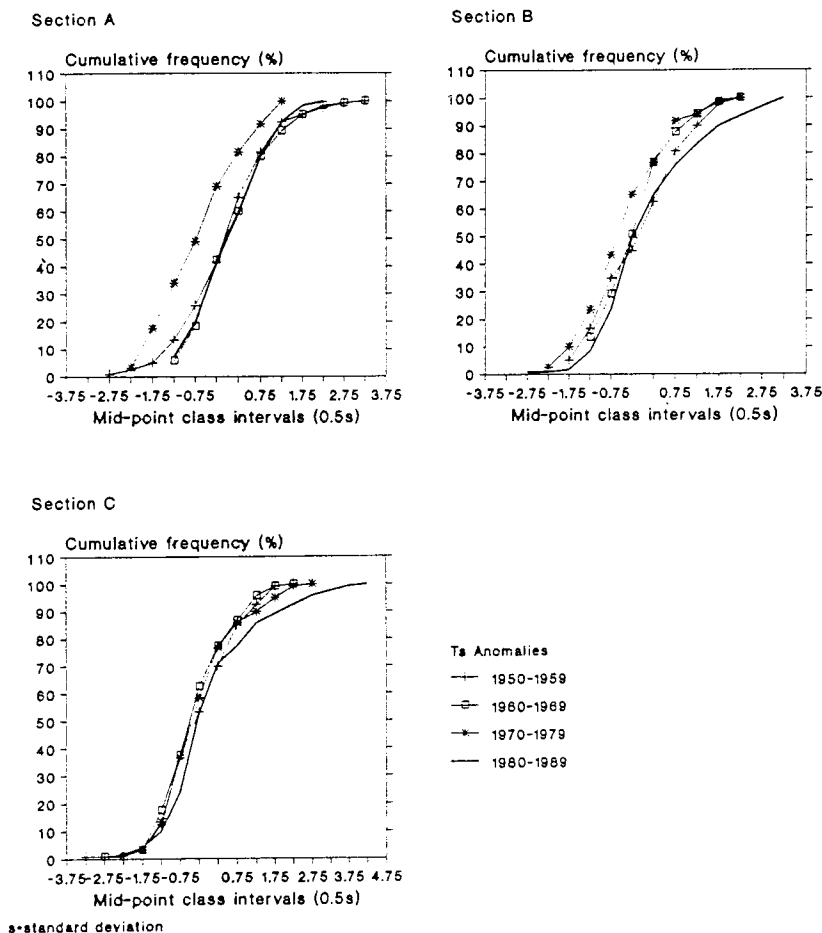 Section A
Cumulative frequency (%)
110
100
90
80
70
60
50
40
30
20
10
0
-3.75 -2.75 -1.75 -0.75 0.75 1.75 2.75 3.75
Mid-point class intervals (0.5s)
Section B
Cumulative frequency (%)
110
100
90
80
70
60
50
40
30
20
10
0
-3.75 -2.75 -1.75 -0.75 0.75 1.75 2.75 3.75
Mid-point class intervals (0.5s)
Section C
Cumulative frequency (%)
110
100
90
80
70
60
50
40
30
20
10
0
-3.75 -2.75 -1.75 -0.75 0.75 1.75 2.75 3.75 4.75
Mid-point class intervals (0.5s)
Ts Anomalies
1950-1959
1960-1969
1970-1979
1980-1989
s=standard deviation